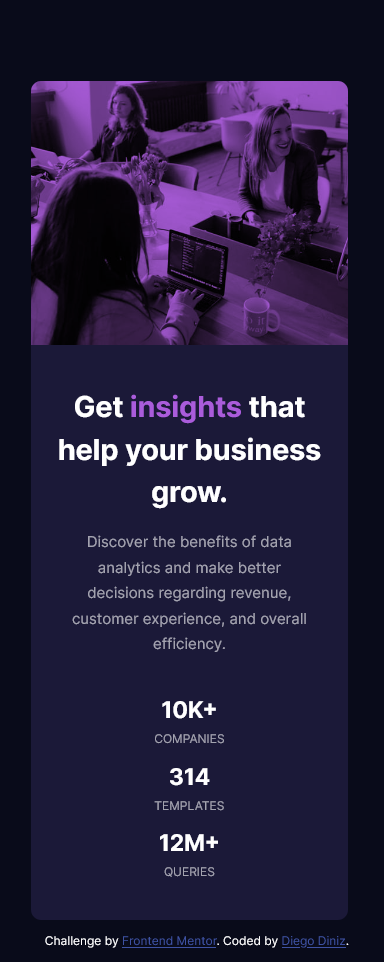 Get insights that
help your business
grow.
Discover the benefits of data
analytics and make better
decisions regarding revenue,
customer experience, and overall
efficiency.
10K+
COMPANIES
314
TEMPLATES
12M+
QUERIES
Challenge by Frontend Mentor. Coded by Diego Diniz.